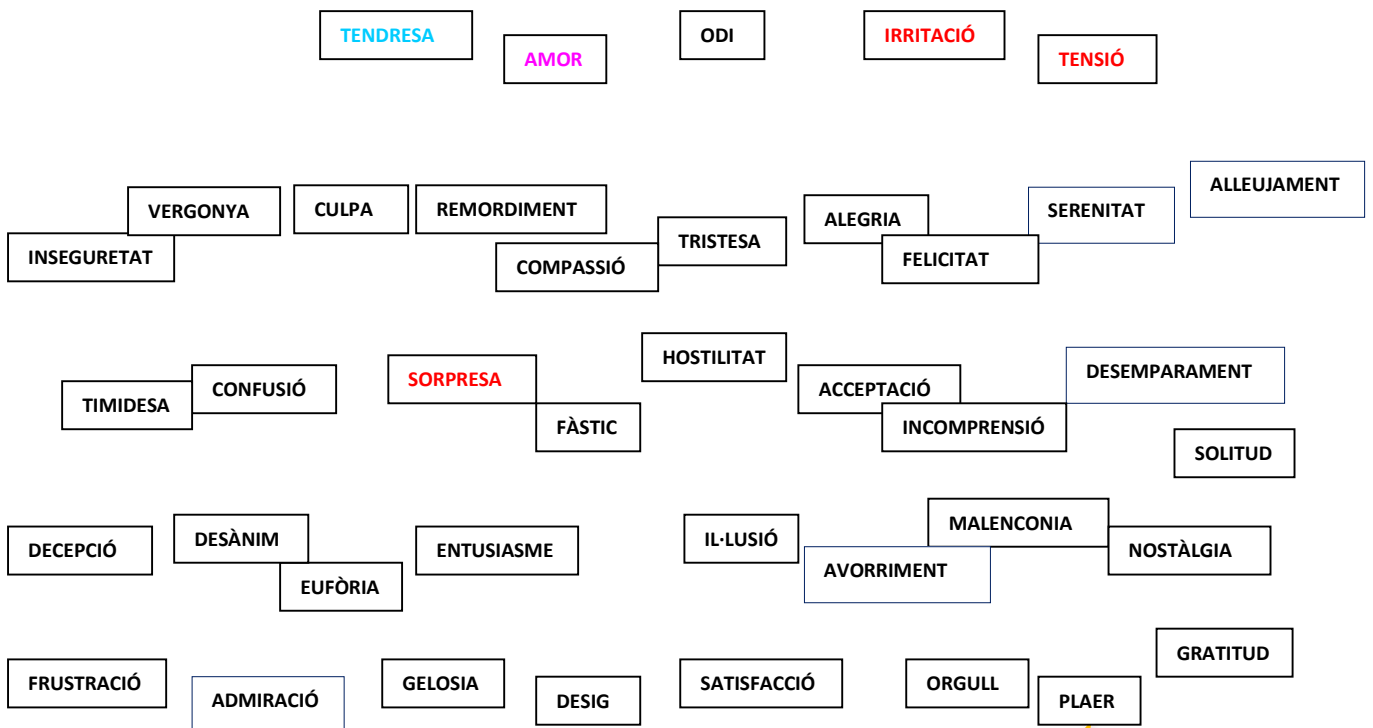 TENDRESA
AMOR
ODI
IRRITACIÓ
TENSIÓ
INSEGURETAT
VERGONYA
CULPA
REMORDIMENT
COMPASSIÓ
TRISTESA
ALEGRIA
FELICITAT
SERENITAT
ALLEUJAMENT
TIMIDESA
CONFUSIÓ
SORPRESA
FÀSTIC
HOSTILITAT
ACCEPTACIÓ
INCOMPRENSIÓ
DESEMPARAMENT
SOLITUD
DECEPCIÓ
DESÀNIM
EUFÒRIA
ENTUSIASME
IL·LUSIÓ
AVORRIMENT
MALENCONIA
NOSTÀLGIA
FRUSTRACIÓ
ADMIRACIÓ
GELOSIA
DESIG
SATISFACCIÓ
ORGULL
PLAER
GRATITUD